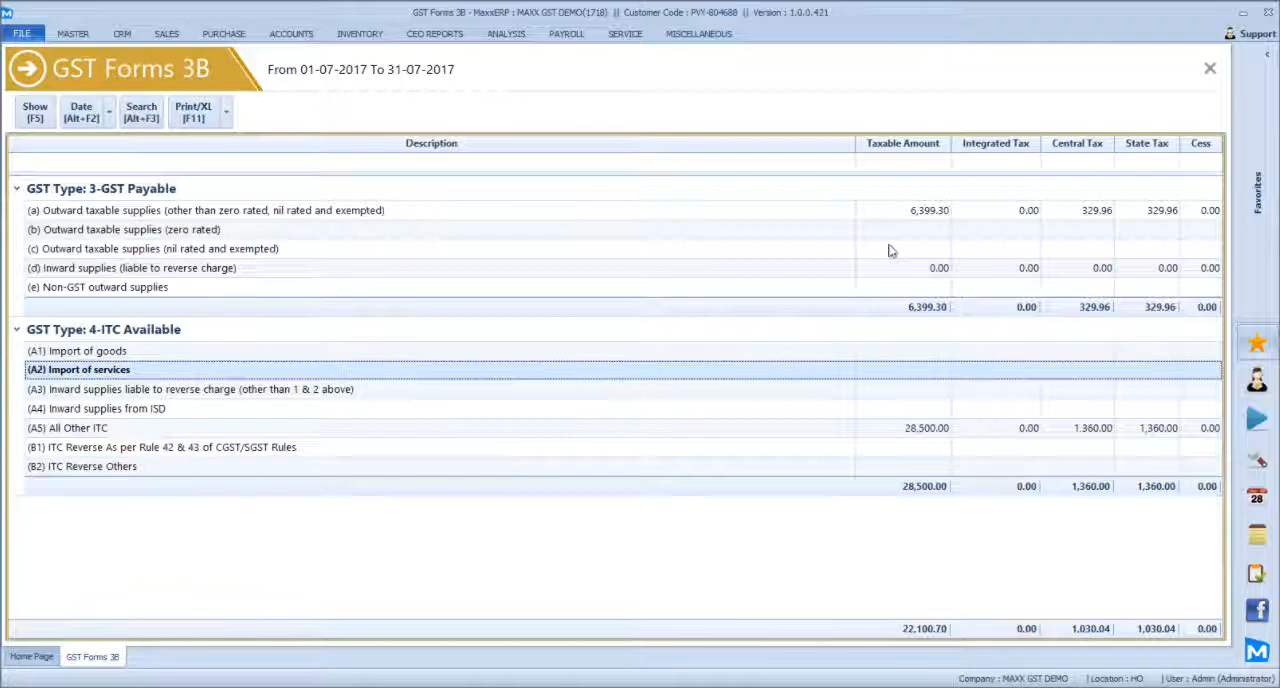 GST Forms 3B - MaxxERP : MAXX GST DEMO(1718) || Customer Code : PVY-804688 || Version : 1.0.0.421
FILE MASTER CRM SALES PURCHASE ACCOUNTS INVENTORY CEO REPORTS ANALYSIS PAYROLL SERVICE MISCELLANEOUS Support
GST Forms 3B From 01-07-2017 To 31-07-2017
Show Date Search Print/XL
[F5] [Alt+F2] [Alt+F3] [F11]
Description Taxable Amount Integrated Tax Central Tax State Tax Cess
Favorites
GST Type: 3-GST Payable
(a) Outward taxable supplies (other than zero rated, nil rated and exempted) 6,399.30 0.00 329.96 329.96 0.00
(b) Outward taxable supplies (zero rated)
(c) Outward taxable supplies (nil rated and exempted)
(d) Inward supplies (liable to reverse charge) 0.00 0.00 0.00 0.00 0.00
(e) Non-GST outward supplies
6,399.30 0.00 329.96 329.96 0.00
GST Type: 4-ITC Available
(A1) Import of goods
(A2) Import of services
(A3) Inward supplies liable to reverse charge (other than 1 & 2 above)
(A4) Inward supplies from ISD
(A5) All Other ITC 28,500.00 0.00 1,360.00 1,360.00 0.00
(B1) ITC Reverse As per Rule 42 & 43 of CGST/SGST Rules
(B2) ITC Reverse Others
28,500.00 0.00 1,360.00 1,360.00 0.00
28
22,100.70 0.00 1,030.04 1,030.04 0.00
Home Page GST Forms 3B
Company : MAXX GST DEMO | Location : HO | User : Admin (Administrator)